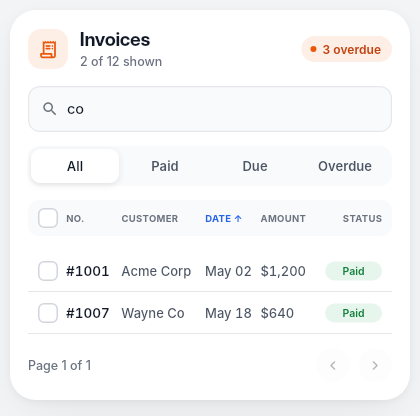 Invoices
2 of 12 shown
3 overdue
co
All Paid Due Overdue
NO. CUSTOMER DATE ↑ AMOUNT STATUS
#1001 Acme Corp May 02 $1,200 Paid
#1007 Wayne Co May 18 $640 Paid
Page 1 of 1